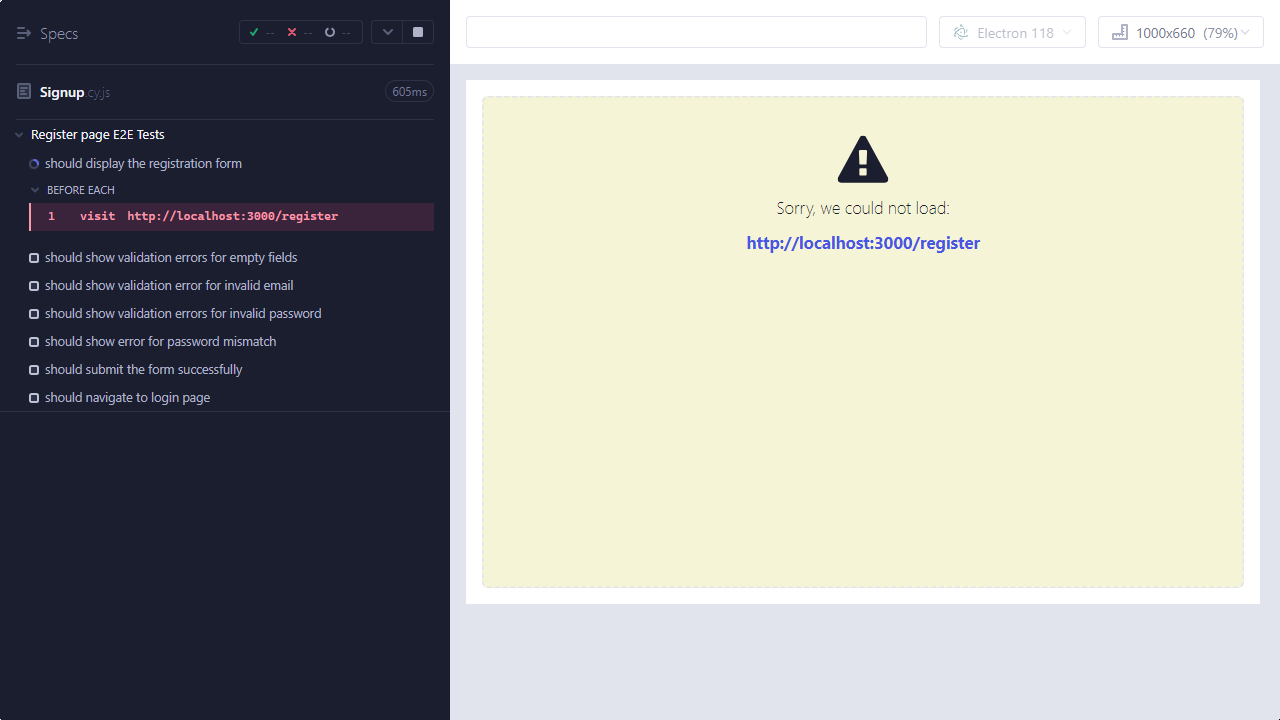 Specs
-- -- --
Signup.cy.js
605ms
Register page E2E Tests
should display the registration form
BEFORE EACH
1 visit http://localhost:3000/register
should show validation errors for empty fields
should show validation error for invalid email
should show validation errors for invalid password
should show error for password mismatch
should submit the form successfully
should navigate to login page
Electron 118
1000x660 (79%)
Sorry, we could not load:
http://localhost:3000/register